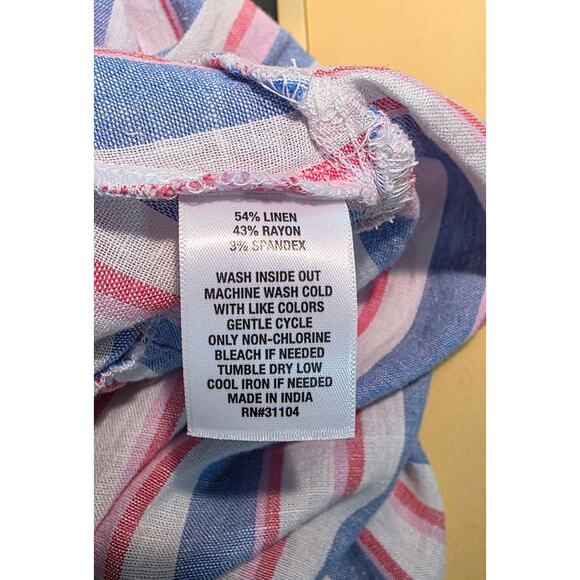 54% LINEN
43% RAYON
3% SPANDEX
WASH INSIDE OUT
MACHINE WASH COLD
WITH LIKE COLORS
GENTLE CYCLE
ONLY NON-CHLORINE
BLEACH IF NEEDED
TUMBLE DRY LOW
COOL IRON IF NEEDED
MADE IN INDIA
RN#31104